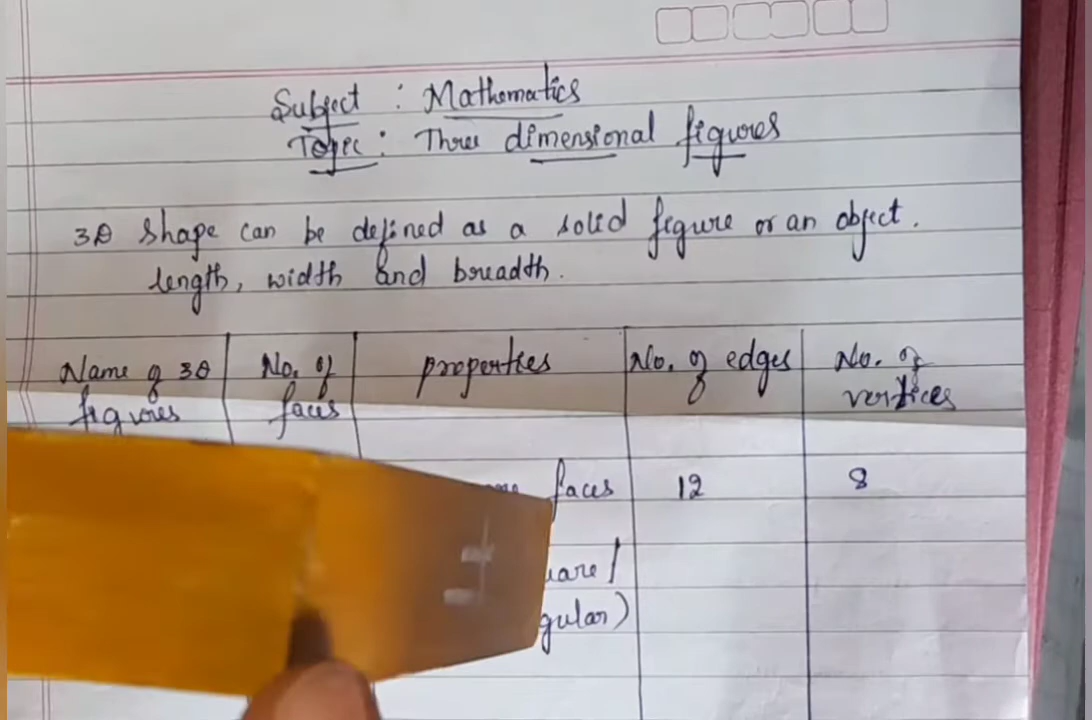 Subject : Mathematics
Topic : Three dimensional figures
3D shape can be defined as a solid figure or an object.
length, width and breadth.
Name of 3D figures
No. of faces
properties
No. of edges
No. of vertices
faces
12
8